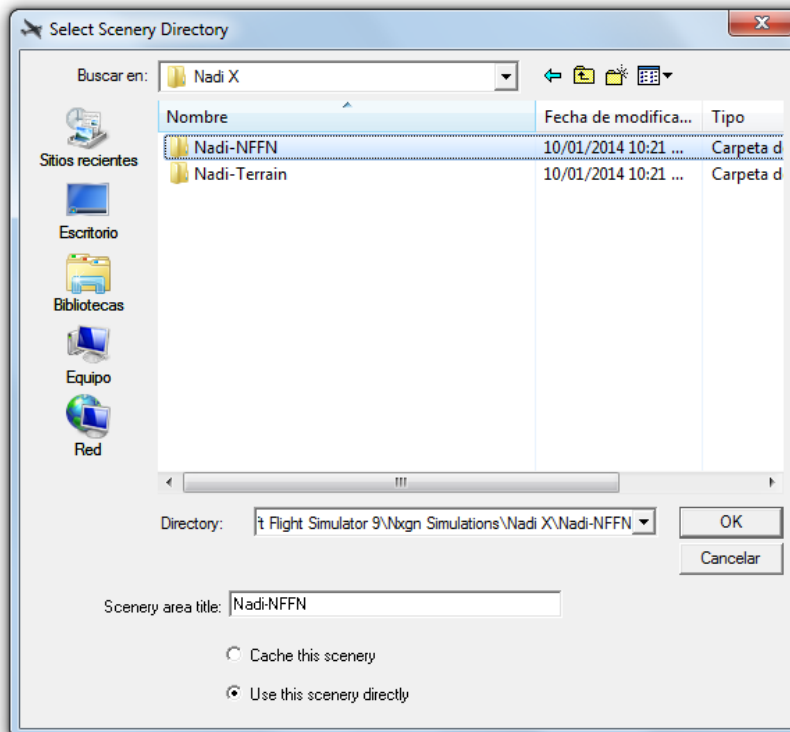 Select Scenery Directory
Buscar en: Nadi X
Nombre Fecha de modifica... Tipo
Nadi-NFFN 10/01/2014 10:21 ... Carpeta d
Nadi-Terrain 10/01/2014 10:21 ... Carpeta d
Sitios recientes
Escritorio
Bibliotecas
Equipo
Red
Directory: 't Flight Simulator 9\Nxgn Simulations\Nadi X\Nadi-NFFN OK
Cancelar
Scenery area title: Nadi-NFFN
Cache this scenery
Use this scenery directly